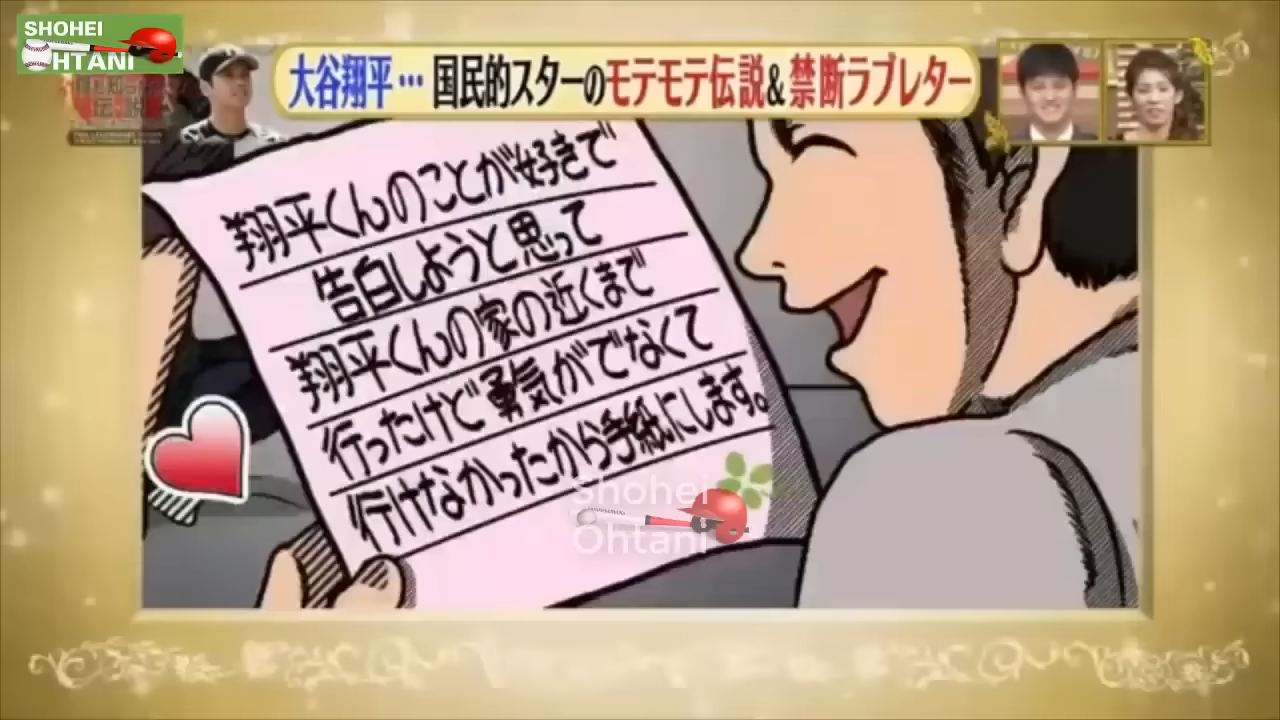 SHOHEI
OHTANI
大谷翔平… 国民的スターのモテモテ伝説&禁断ラブレター
伝説
翔平くんのことが好きで
告白しようと思って
翔平くんの家の近くまで
行ったけど勇気がでなくて
行けなかったから手紙にします。
Shohei
Ohtani